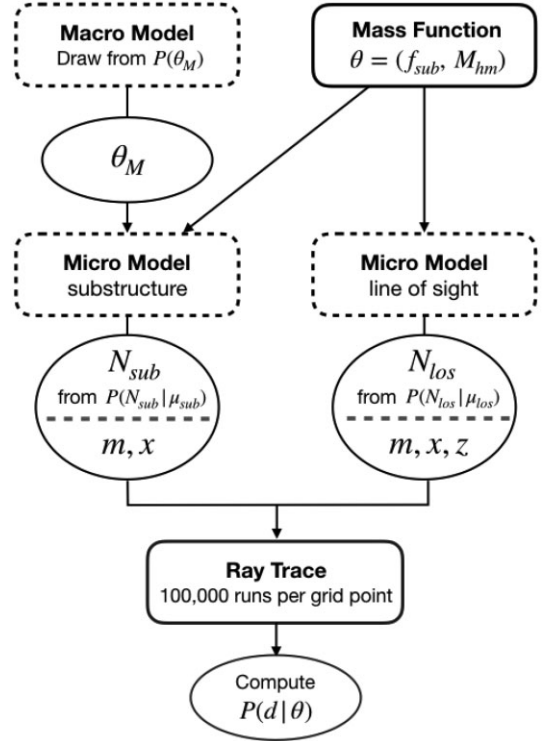 Macro Model
Draw from P(θ_M)
Mass Function
θ = (f_sub, M_hm)
θ_M
Micro Model
substructure
Micro Model
line of sight
N_sub
from P(N_sub|μ_sub)
m, x
N_los
from P(N_los|μ_los)
m, x, z
Ray Trace
100,000 runs per grid point
Compute
P(d|θ)